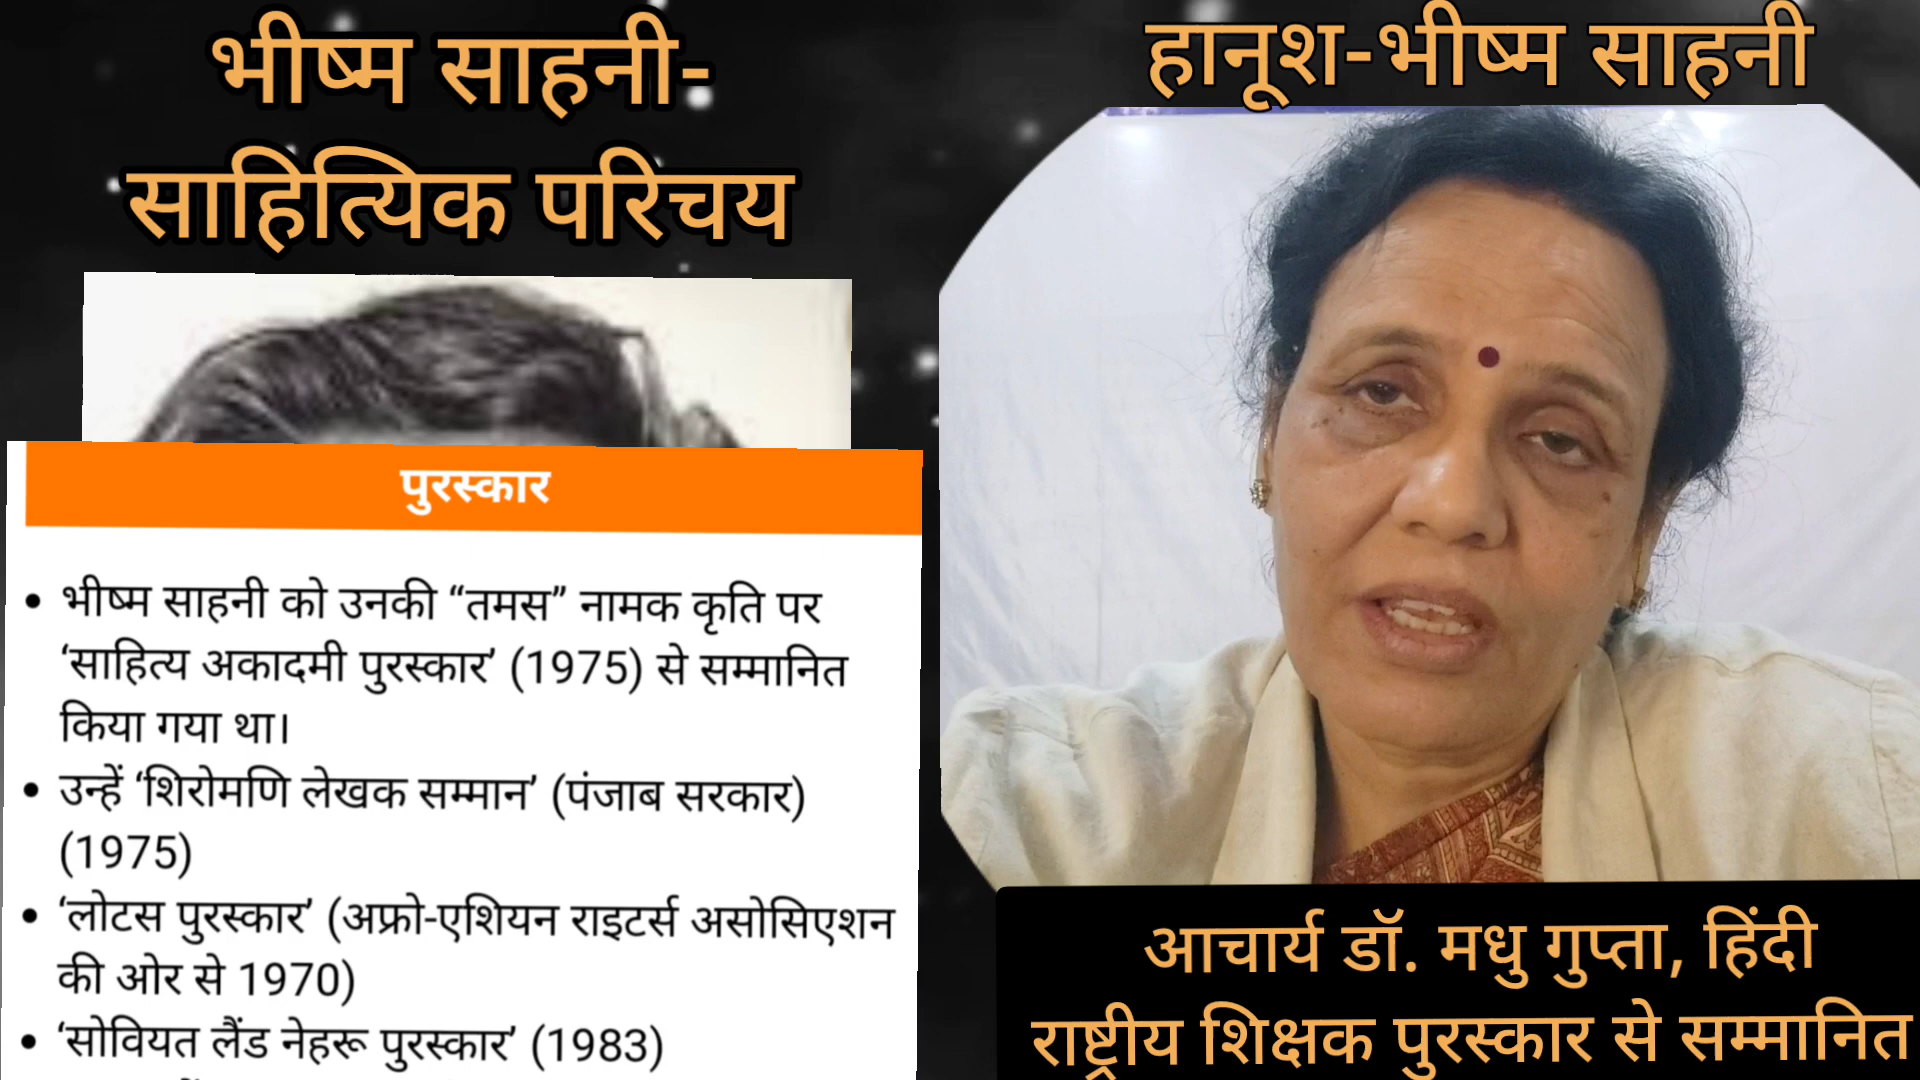 भीष्म साहनी-
साहित्यिक परिचय
पुरस्कार
• भीष्म साहनी को उनकी “तमस” नामक कृति पर
‘साहित्य अकादमी पुरस्कार’ (1975) से सम्मानित
किया गया था।
• उन्हें ‘शिरोमणि लेखक सम्मान’ (पंजाब सरकार)
(1975)
• ‘लोटस पुरस्कार’ (अफ्रो-एशियन राइटर्स असोसिएशन
की ओर से 1970)
• ‘सोवियत लैंड नेहरू पुरस्कार’ (1983)
हानूश-भीष्म साहनी
आचार्य डॉ. मधु गुप्ता, हिंदी
राष्ट्रीय शिक्षक पुरस्कार से सम्मानित